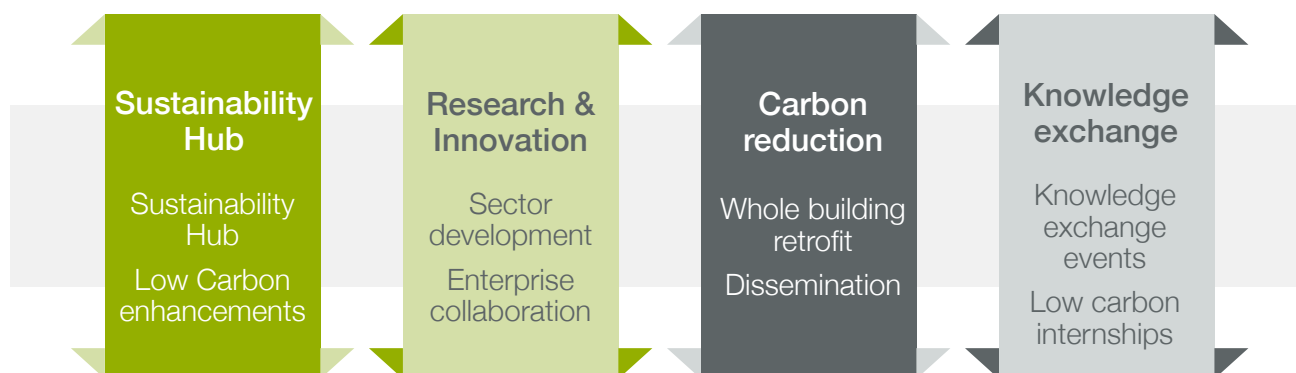 Sustainability
Hub
Sustainability
Hub
Low Carbon
enhancements
Research &
Innovation
Sector
development
Enterprise
collaboration
Carbon
reduction
Whole building
retrofit
Dissemination
Knowledge
exchange
Knowledge
exchange
events
Low carbon
internships